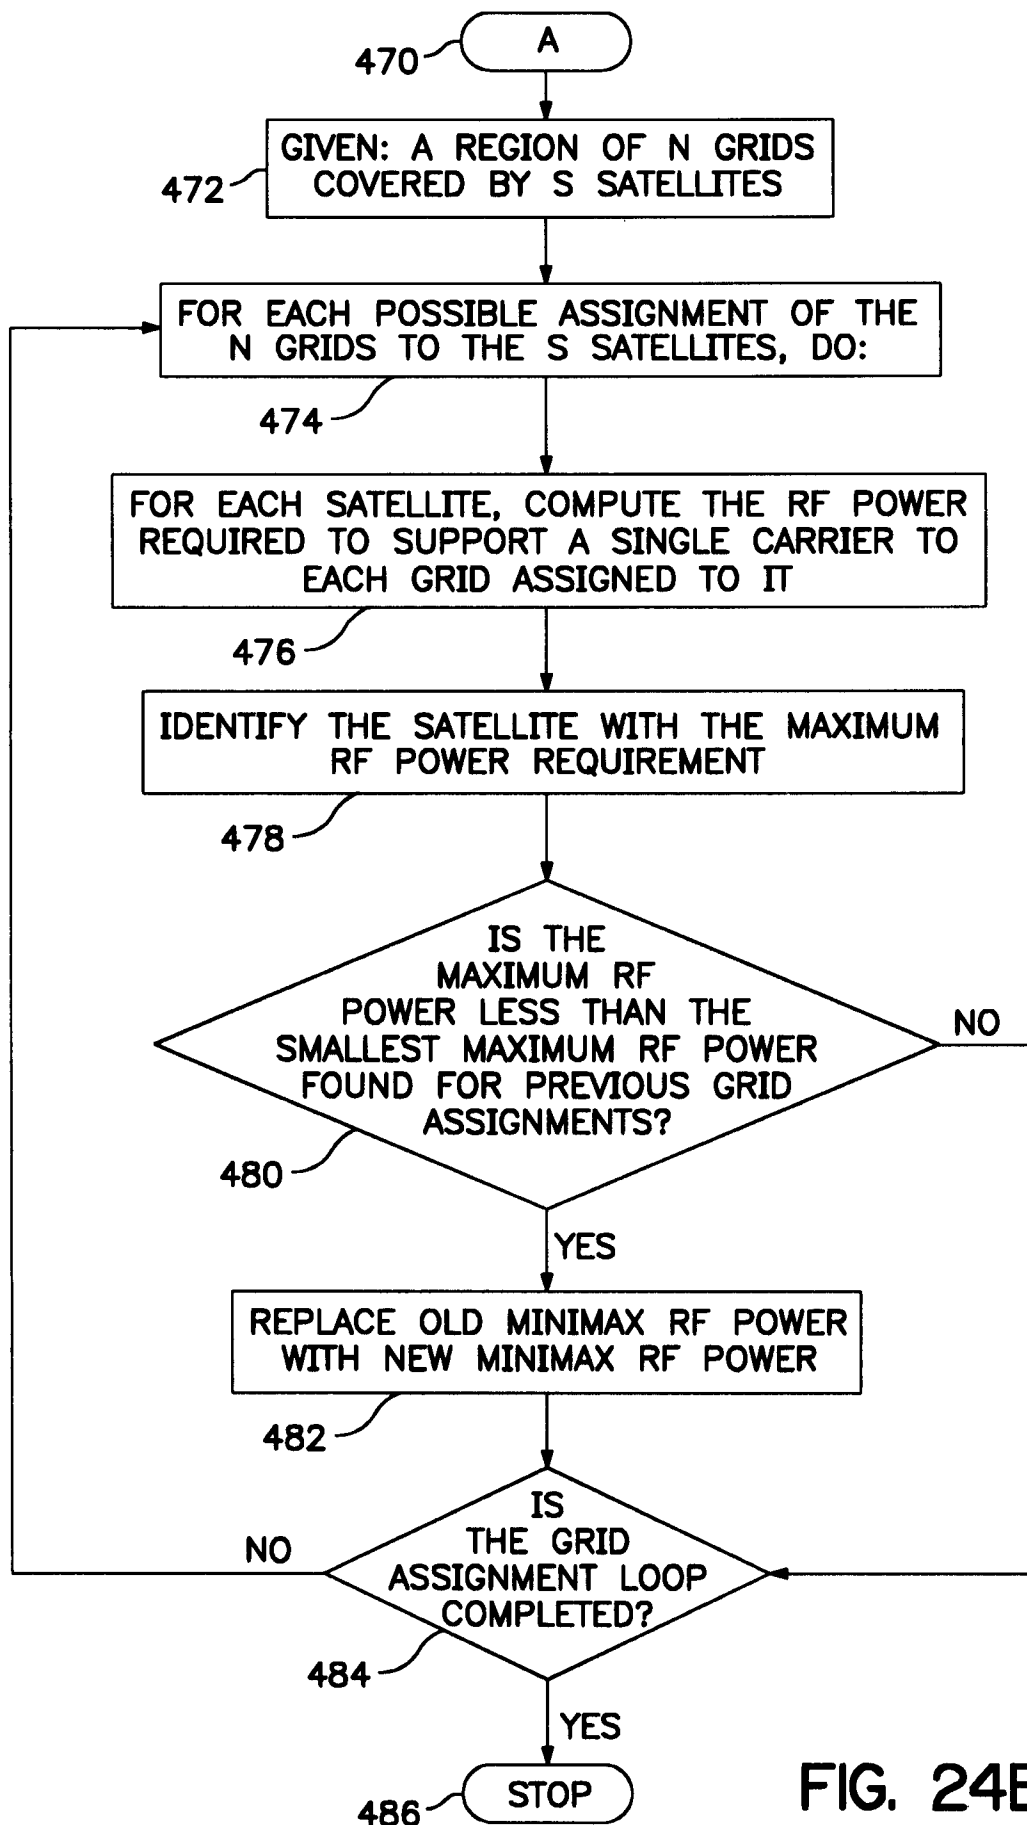 A
470
GIVEN: A REGION OF N GRIDS
COVERED BY S SATELLITES
472
FOR EACH POSSIBLE ASSIGNMENT OF THE
N GRIDS TO THE S SATELLITES, DO:
474
FOR EACH SATELLITE, COMPUTE THE RF POWER
REQUIRED TO SUPPORT A SINGLE CARRIER TO
EACH GRID ASSIGNED TO IT
476
IDENTIFY THE SATELLITE WITH THE MAXIMUM
RF POWER REQUIREMENT
478
IS THE
MAXIMUM RF
POWER LESS THAN THE
SMALLEST MAXIMUM RF POWER
FOUND FOR PREVIOUS GRID
ASSIGNMENTS?
NO
480
YES
REPLACE OLD MINIMAX RF POWER
WITH NEW MINIMAX RF POWER
482
IS
THE GRID
ASSIGNMENT LOOP
COMPLETED?
NO
484
YES
STOP
486
FIG. 24B